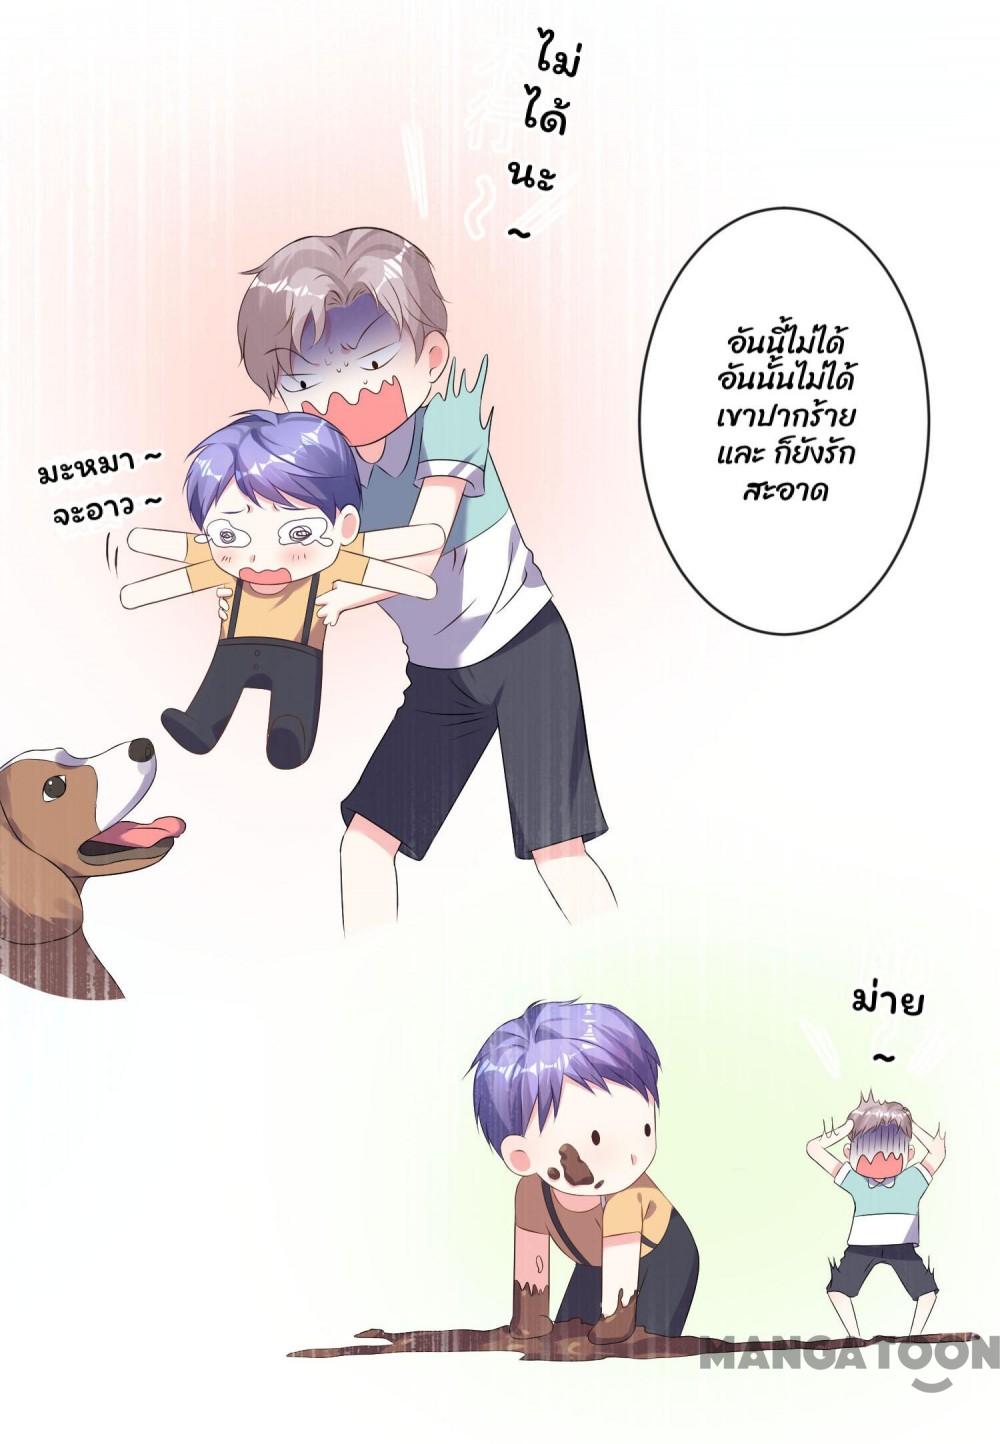 ไม่
ได้
นะ
~
อันนี้ไม่ได้
อันนั้นไม่ได้
เขาปากร้าย
และ ก็ยังรัก
สะอาด
มะหมา ~
จะอาว ~
ม่าย
~
MANGATOON